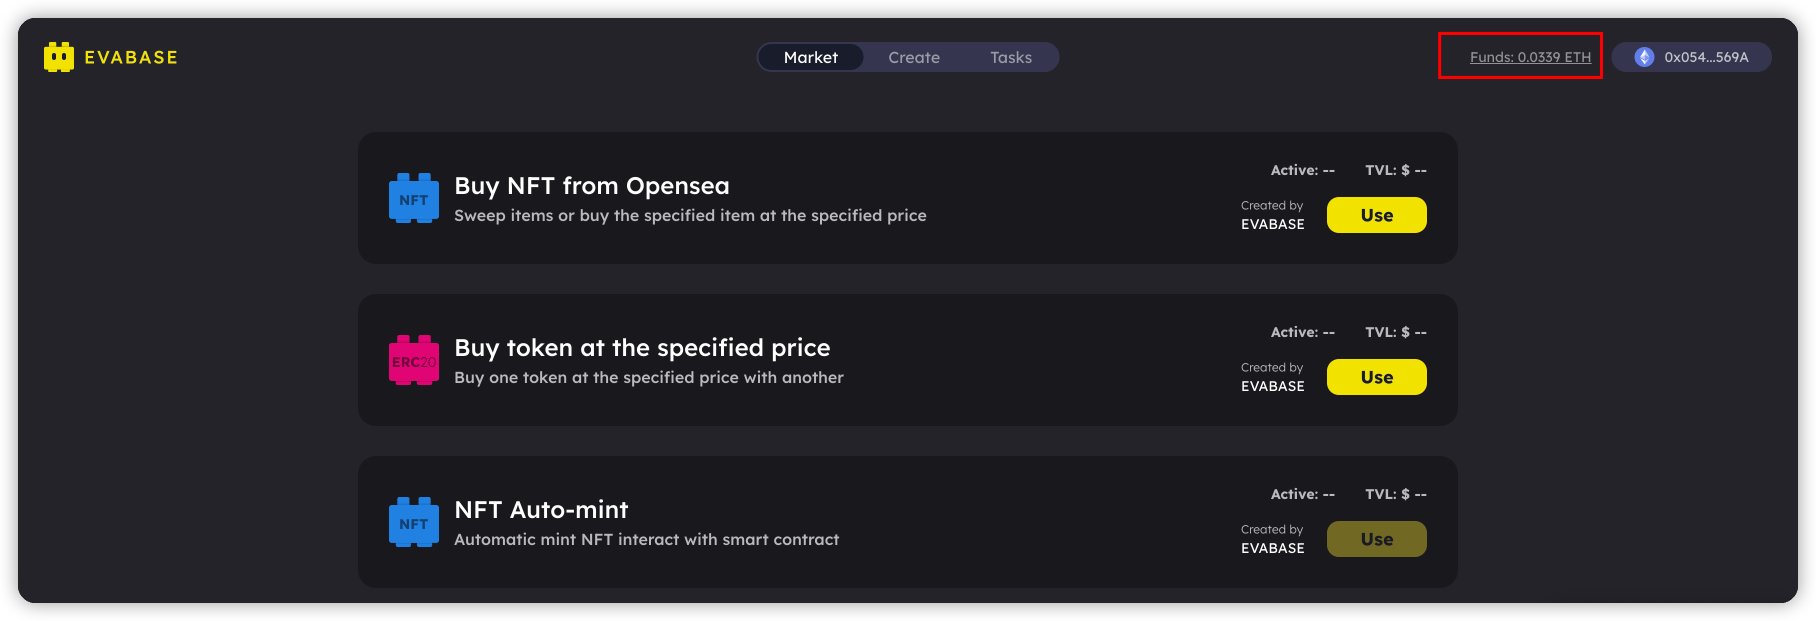 EVABASE
Market
Create
Tasks
Funds: 0.0339 ETH
0x054...569A
NFT
Buy NFT from Opensea
Sweep items or buy the specified item at the specified price
Active: --
TVL: $ --
Created by
EVABASE
Use
ERC20
Buy token at the specified price
Buy one token at the specified price with another
Active: --
TVL: $ --
Created by
EVABASE
Use
NFT
NFT Auto-mint
Automatic mint NFT interact with smart contract
Active: --
TVL: $ --
Created by
EVABASE
Use